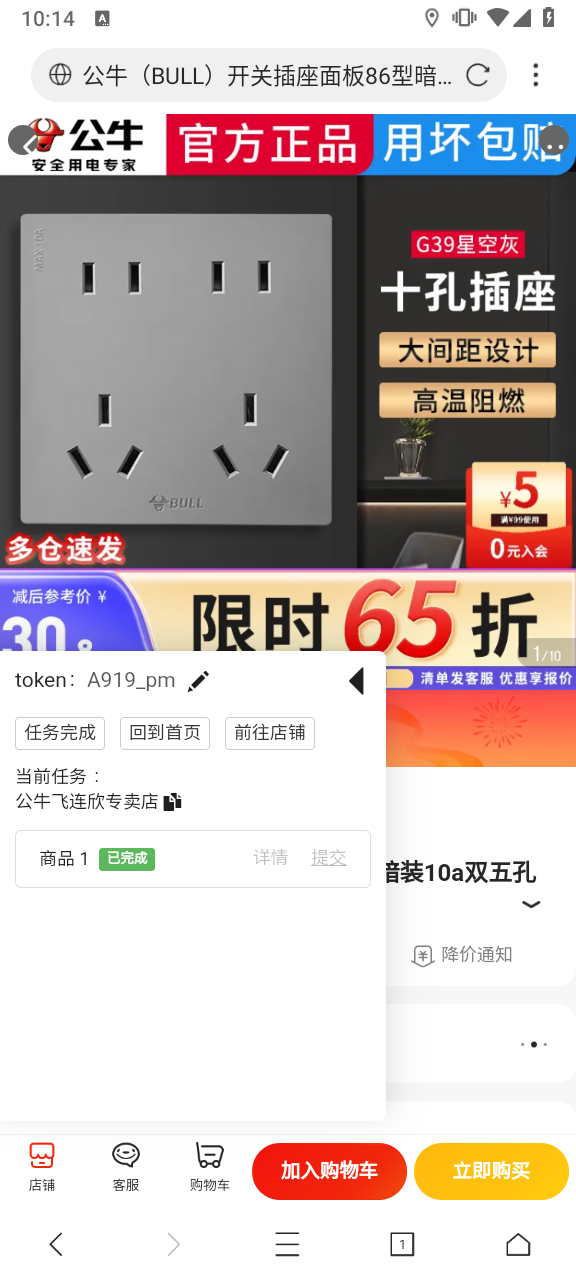 10:14
A
公牛（BULL）开关插座面板86型暗...
公牛
安全用电专家
官方正品
用坏包赔
MAX 10A
G39星空灰
十孔插座
大间距设计
高温阻燃
BULL
¥5
满¥99使用
0元入会
多仓速发
减后参考价 ¥
限时65折
1/10
清单发客服 优惠享报价
token： A919_pm
任务完成
回到首页
前往店铺
当前任务：
公牛飞连欣专卖店
商品 1 已完成 详情 提交
暗装10a双五孔
降价通知
店铺
客服
购物车
加入购物车
立即购买
1